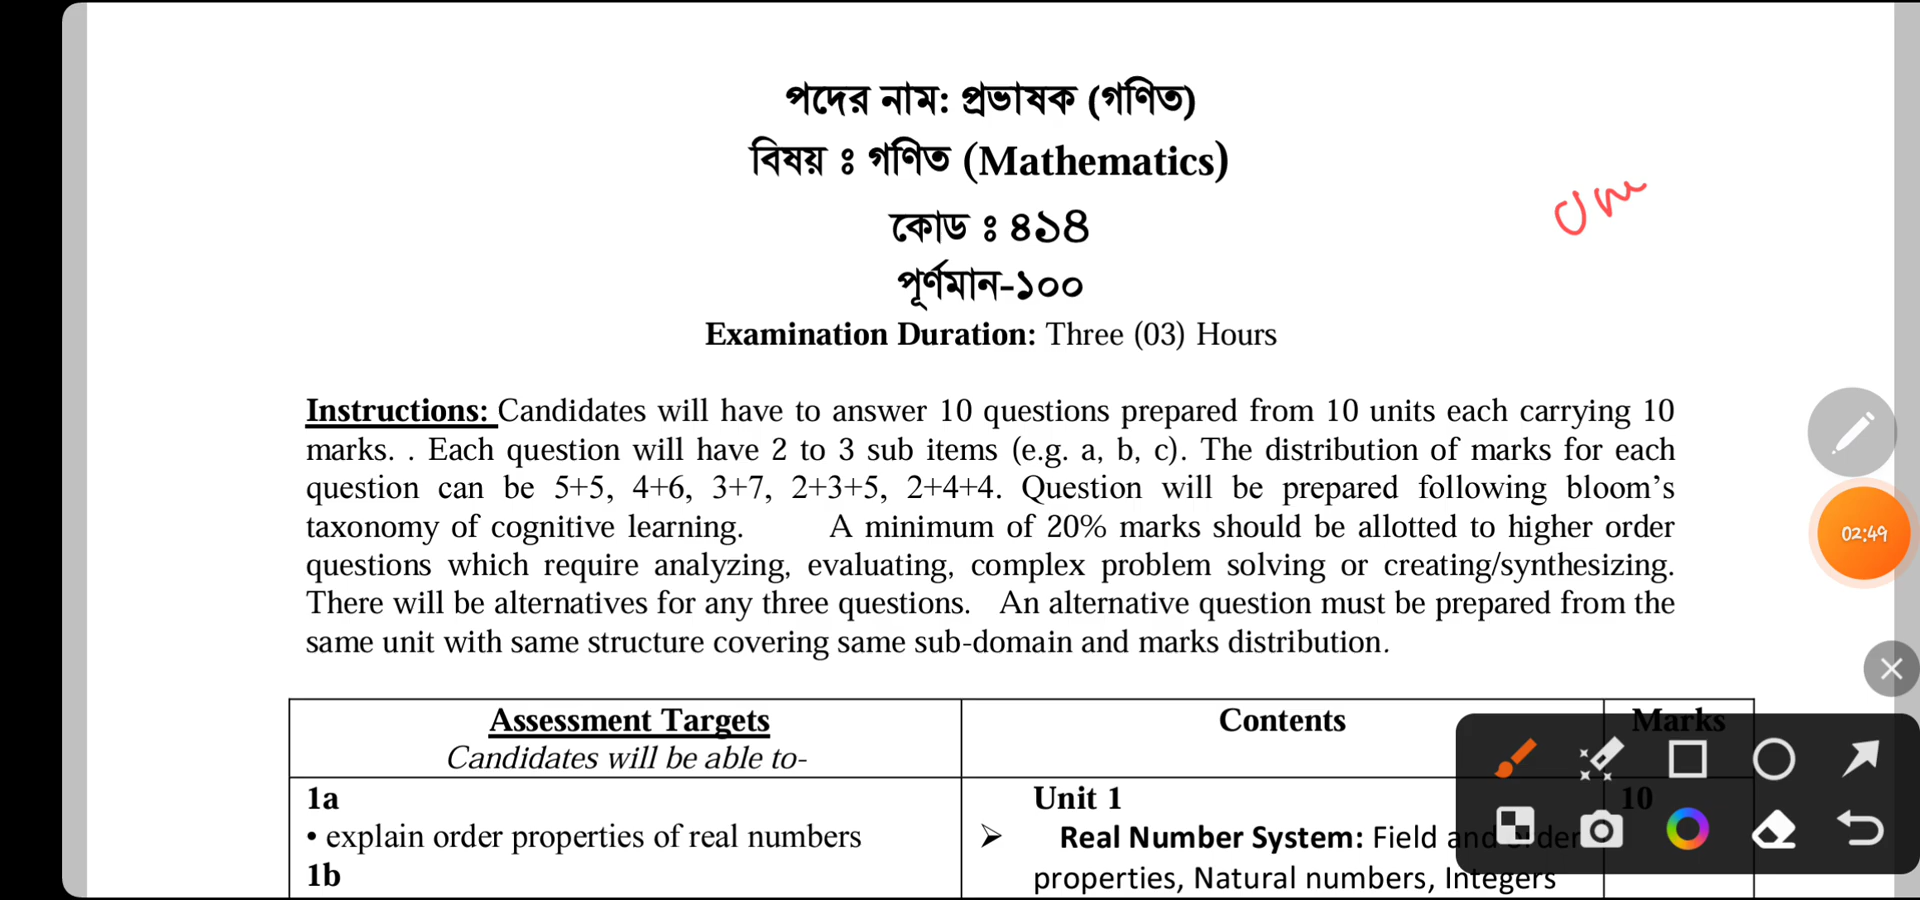 পদের নাম: প্রভাষক (গণিত)
বিষয় ঃ গণিত (Mathematics)
কোড ঃ ৪১৪
পূর্ণমান-১০০
Examination Duration: Three (03) Hours
Instructions: Candidates will have to answer 10 questions prepared from 10 units each carrying 10
marks. . Each question will have 2 to 3 sub items (e.g. a, b, c). The distribution of marks for each
question can be 5+5, 4+6, 3+7, 2+3+5, 2+4+4. Question will be prepared following bloom's
taxonomy of cognitive learning. A minimum of 20% marks should be allotted to higher order
questions which require analyzing, evaluating, complex problem solving or creating/synthesizing.
There will be alternatives for any three questions. An alternative question must be prepared from the
same unit with same structure covering same sub-domain and marks distribution.
02:49
Assessment Targets
Candidates will be able to-
Contents
Marks
1a
• explain order properties of real numbers
1b
Unit 1
➢ Real Number System: Field and order
properties, Natural numbers, Integers
10